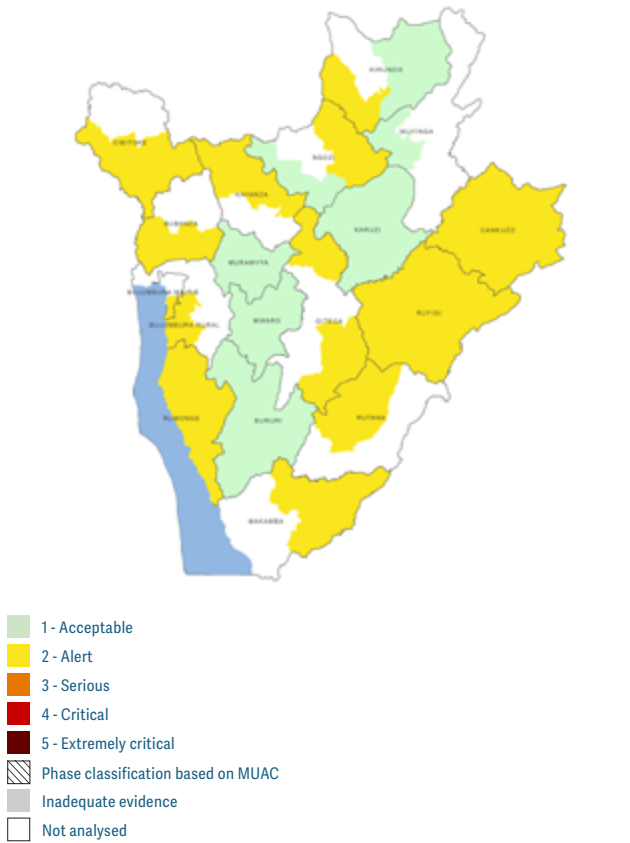 KIRUNDO
MUYINGA
CIBITOKE
NGOZI
KAYANZA
BUBANZA
KARUZI
CANKUZO
MURAMVYA
BUJUMBURA MAIRIE
RUYIGI
MWARO
GITEGA
BUJUMBURA RURAL
RUMONGE
RUTANA
BURURI
MAKAMBA
1 - Acceptable
2 - Alert
3 - Serious
4 - Critical
5 - Extremely critical
Phase classification based on MUAC
Inadequate evidence
Not analysed